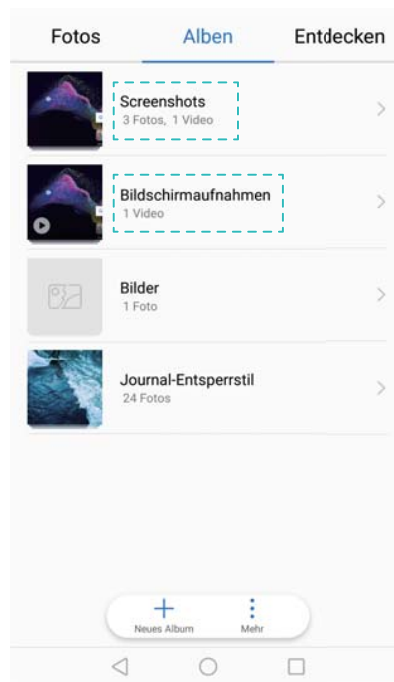 Fotos Alben Entdecken
Screenshots
3 Fotos, 1 Video
Bildschirmaufnahmen
1 Video
Bilder
1 Foto
Journal-Entsperrstil
24 Fotos
Neues Album Mehr